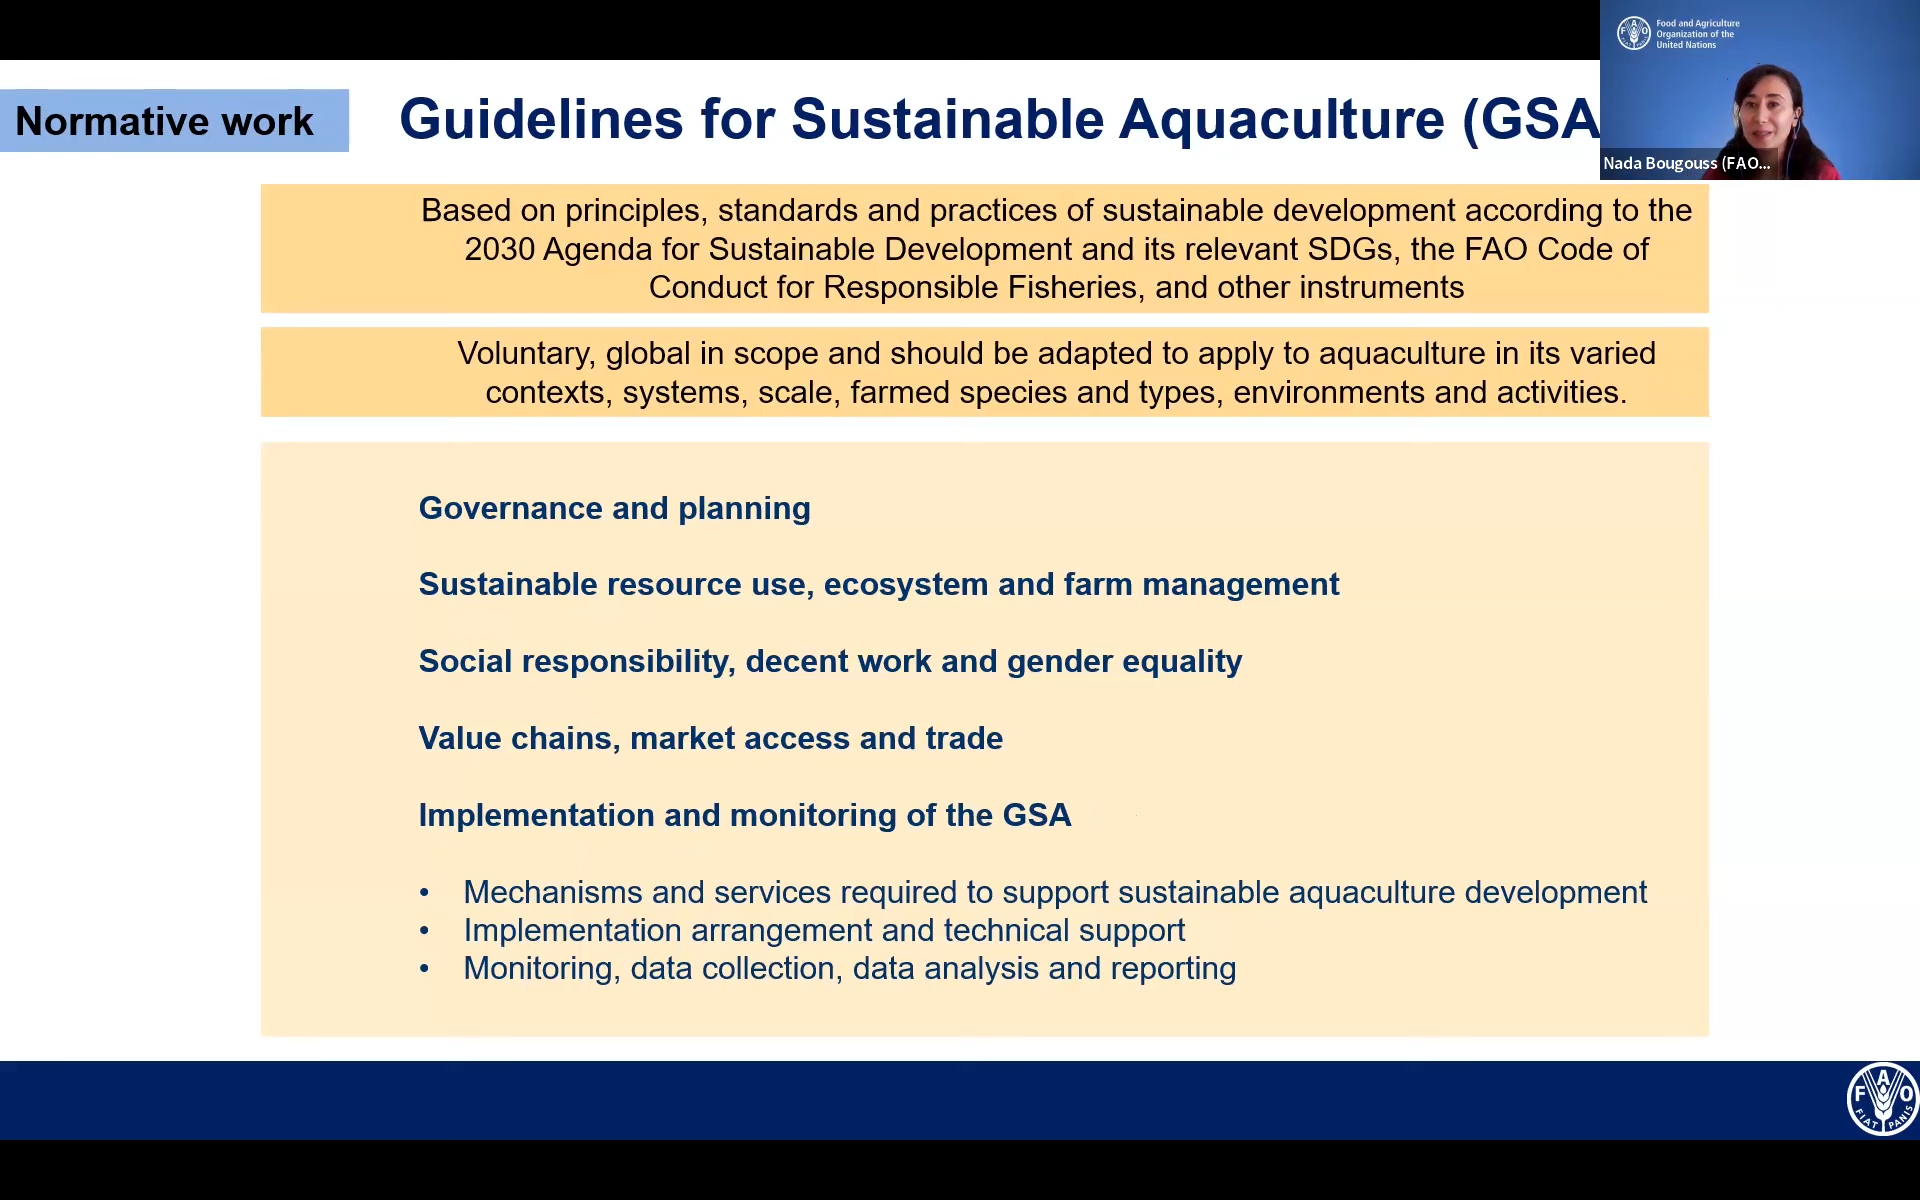 Food and Agriculture
Organization of the
United Nations
Nada Bougouss (FAO...
Normative work
Guidelines for Sustainable Aquaculture (GSA
Based on principles, standards and practices of sustainable development according to the
2030 Agenda for Sustainable Development and its relevant SDGs, the FAO Code of
Conduct for Responsible Fisheries, and other instruments
Voluntary, global in scope and should be adapted to apply to aquaculture in its varied
contexts, systems, scale, farmed species and types, environments and activities.
Governance and planning
Sustainable resource use, ecosystem and farm management
Social responsibility, decent work and gender equality
Value chains, market access and trade
Implementation and monitoring of the GSA
• Mechanisms and services required to support sustainable aquaculture development
• Implementation arrangement and technical support
• Monitoring, data collection, data analysis and reporting
FAO
FIAT PANIS